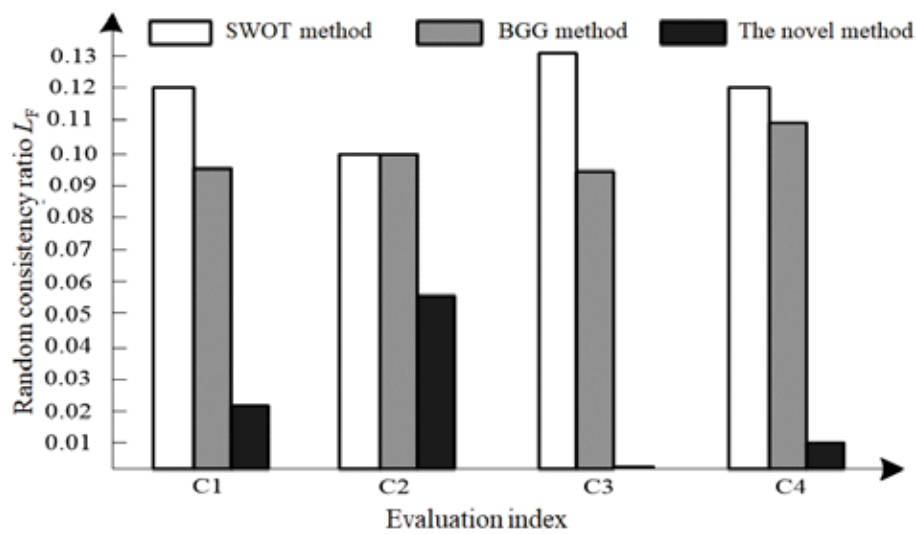 SWOT method
BGG method
The novel method
Random consistency ratio L_F
0.13
0.12
0.11
0.10
0.09
0.08
0.07
0.06
0.05
0.04
0.03
0.02
0.01
C1
C2
C3
C4
Evaluation index